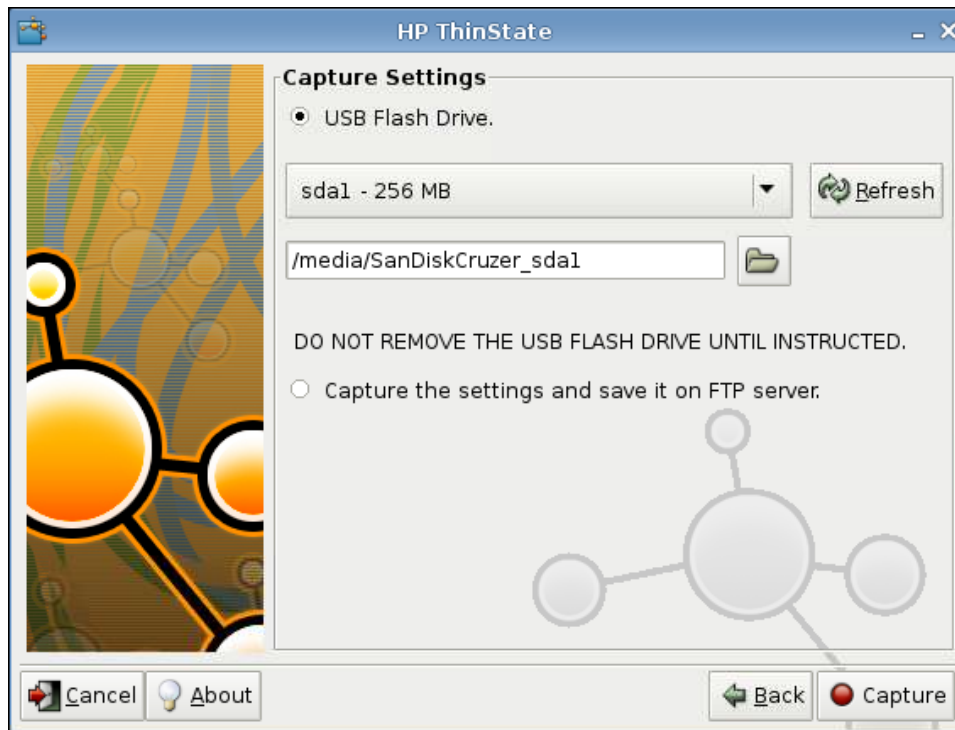 HP ThinState
Capture Settings
USB Flash Drive.
sda1 - 256 MB
Refresh
/media/SanDiskCruzer_sda1
DO NOT REMOVE THE USB FLASH DRIVE UNTIL INSTRUCTED.
Capture the settings and save it on FTP server.
Cancel
About
Back
Capture